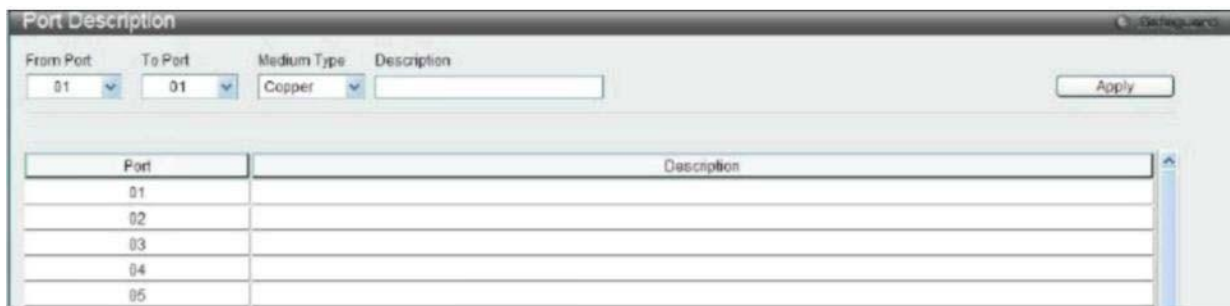 Port Description
Safeguard
From Port To Port Medium Type Description
01 01 Copper Apply
Port Description
01
02
03
04
05